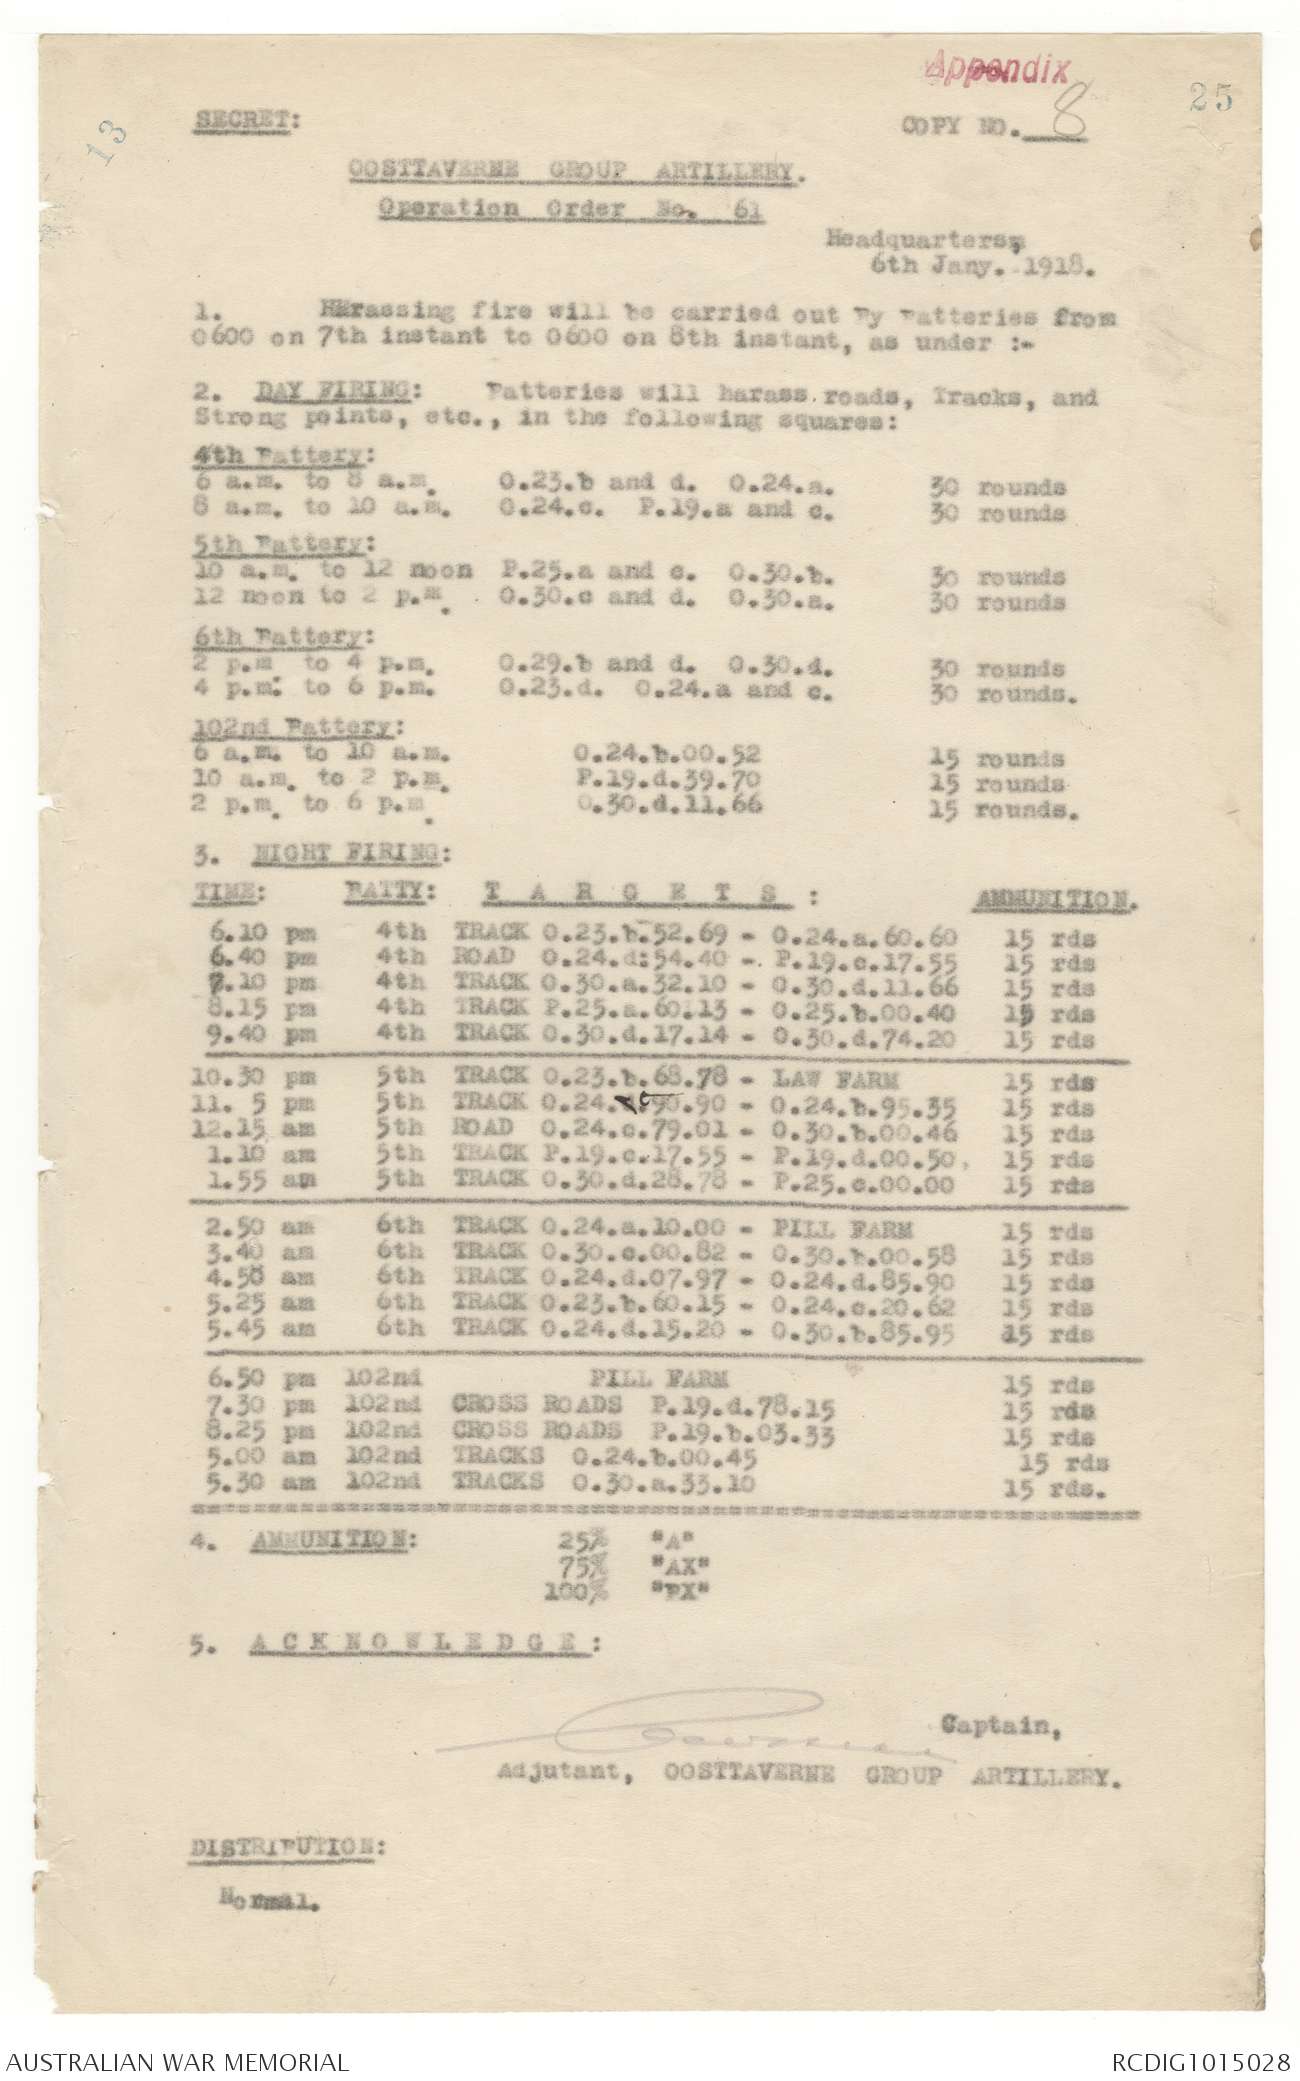 Appendix
25
13
SECRET:
COPY NO. 8
OOSTTAVERNE GROUP ARTILLERY.
Operation Order No. 61
Headquarters,
6th Jany. 1918.
1. Harassing fire will be carried out By Batteries from
0600 on 7th instant to 0600 on 8th instant, as under :-
2. DAY FIRING: Batteries will harass roads, Tracks, and
Strong points, etc., in the following squares:
4th Battery:
6 a.m. to 8 a.m. O.23.b and d. O.24.a. 30 rounds
8 a.m. to 10 a.m. O.24.c. P.19.a and c. 30 rounds
5th Battery:
10 a.m. to 12 noon P.25.a and c. O.30.b. 30 rounds
12 noon to 2 p.m. O.30.c and d. O.30.a. 30 rounds
6th Battery:
2 p.m. to 4 p.m. O.29.b and d. O.30.d. 30 rounds
4 p.m. to 6 p.m. O.23.d. O.24.a and c. 30 rounds.
102nd Battery:
6 a.m. to 10 a.m. O.24.b.00.52 15 rounds
10 a.m. to 2 p.m. P.19.d.39.70 15 rounds
2 p.m. to 6 p.m. O.30.d.11.66 15 rounds.
3. NIGHT FIRING:
TIME: BATTY: T A R G E T S : AMMUNITION.
6.10 pm 4th TRACK O.23.b.52.69 - O.24.a.60.60 15 rds
6.40 pm 4th ROAD O.24.d:54.40 - P.19.c.17.55 15 rds
7.10 pm 4th TRACK O.30.a.32.10 - O.30.d.11.66 15 rds
8.15 pm 4th TRACK P.25.a.60.13 - O.25.b.00.40 15 rds
9.40 pm 4th TRACK O.30.d.17.14 - O.30.d.74.20 15 rds
10.30 pm 5th TRACK O.23.b.68.78 - LAW FARM 15 rds
11. 5 pm 5th TRACK O.24.c.90.90 - O.24.b.95.35 15 rds
12.15 am 5th ROAD O.24.c.79.01 - O.30.b.00.46 15 rds
1.10 am 5th TRACK P.19.c.17.55 - P.19.d.00.50, 15 rds
1.55 am 5th TRACK O.30.d.28.78 - P.25.c.00.00 15 rds
2.50 am 6th TRACK O.24.a.10.00 - PILL FARM 15 rds
3.40 am 6th TRACK O.30.c.00.82 - O.30.b.00.58 15 rds
4.50 am 6th TRACK O.24.d.07.97 - O.24.d.85.90 15 rds
5.25 am 6th TRACK O.23.b.60.15 - O.24.c.20.62 15 rds
5.45 am 6th TRACK O.24.d.15.20 - O.30.b.85.95 15 rds
6.50 pm 102nd PILL FARM 15 rds
7.30 pm 102nd CROSS ROADS P.19.d.78.15 15 rds
8.25 pm 102nd CROSS ROADS P.19.b.03.33 15 rds
5.00 am 102nd TRACKS O.24.b.00.45 15 rds
5.30 am 102nd TRACKS O.30.a.33.10 15 rds.
4. AMMUNITION: 25% "A"
75% "AX"
100% "BX"
5. A C K N O W L E D G E :
Captain,
Adjutant, OOSTTAVERNE GROUP ARTILLERY.
DISTRIBUTION:
Normal.
AUSTRALIAN WAR MEMORIAL
RCDIG1015028